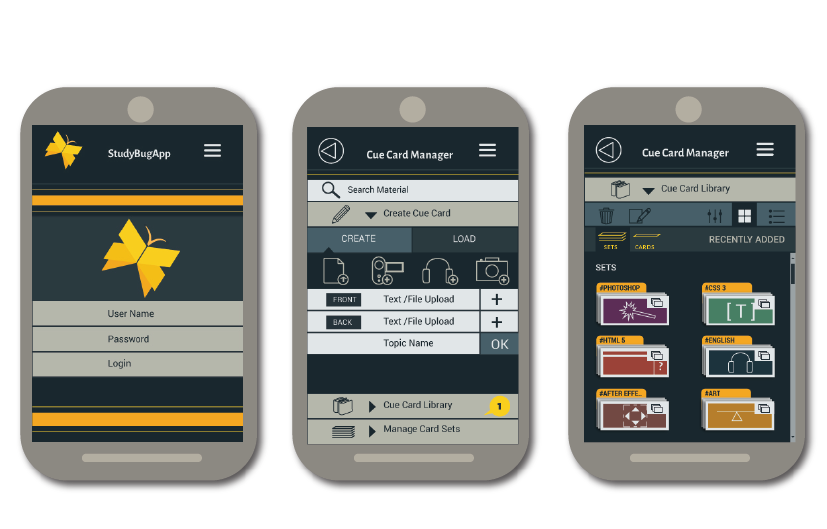 StudyBugApp
User Name
Password
Login
Cue Card Manager
Search Material
Create Cue Card
CREATE LOAD
FRONT Text /File Upload +
BACK Text /File Upload +
Topic Name OK
Cue Card Library 1
Manage Card Sets
Cue Card Manager
Cue Card Library
SETS CARDS RECENTLY ADDED
SETS
#PHOTOSHOP #CSS 3
[T]
#HTML 5 #ENGLISH
?
#AFTER EFFE.. #ART